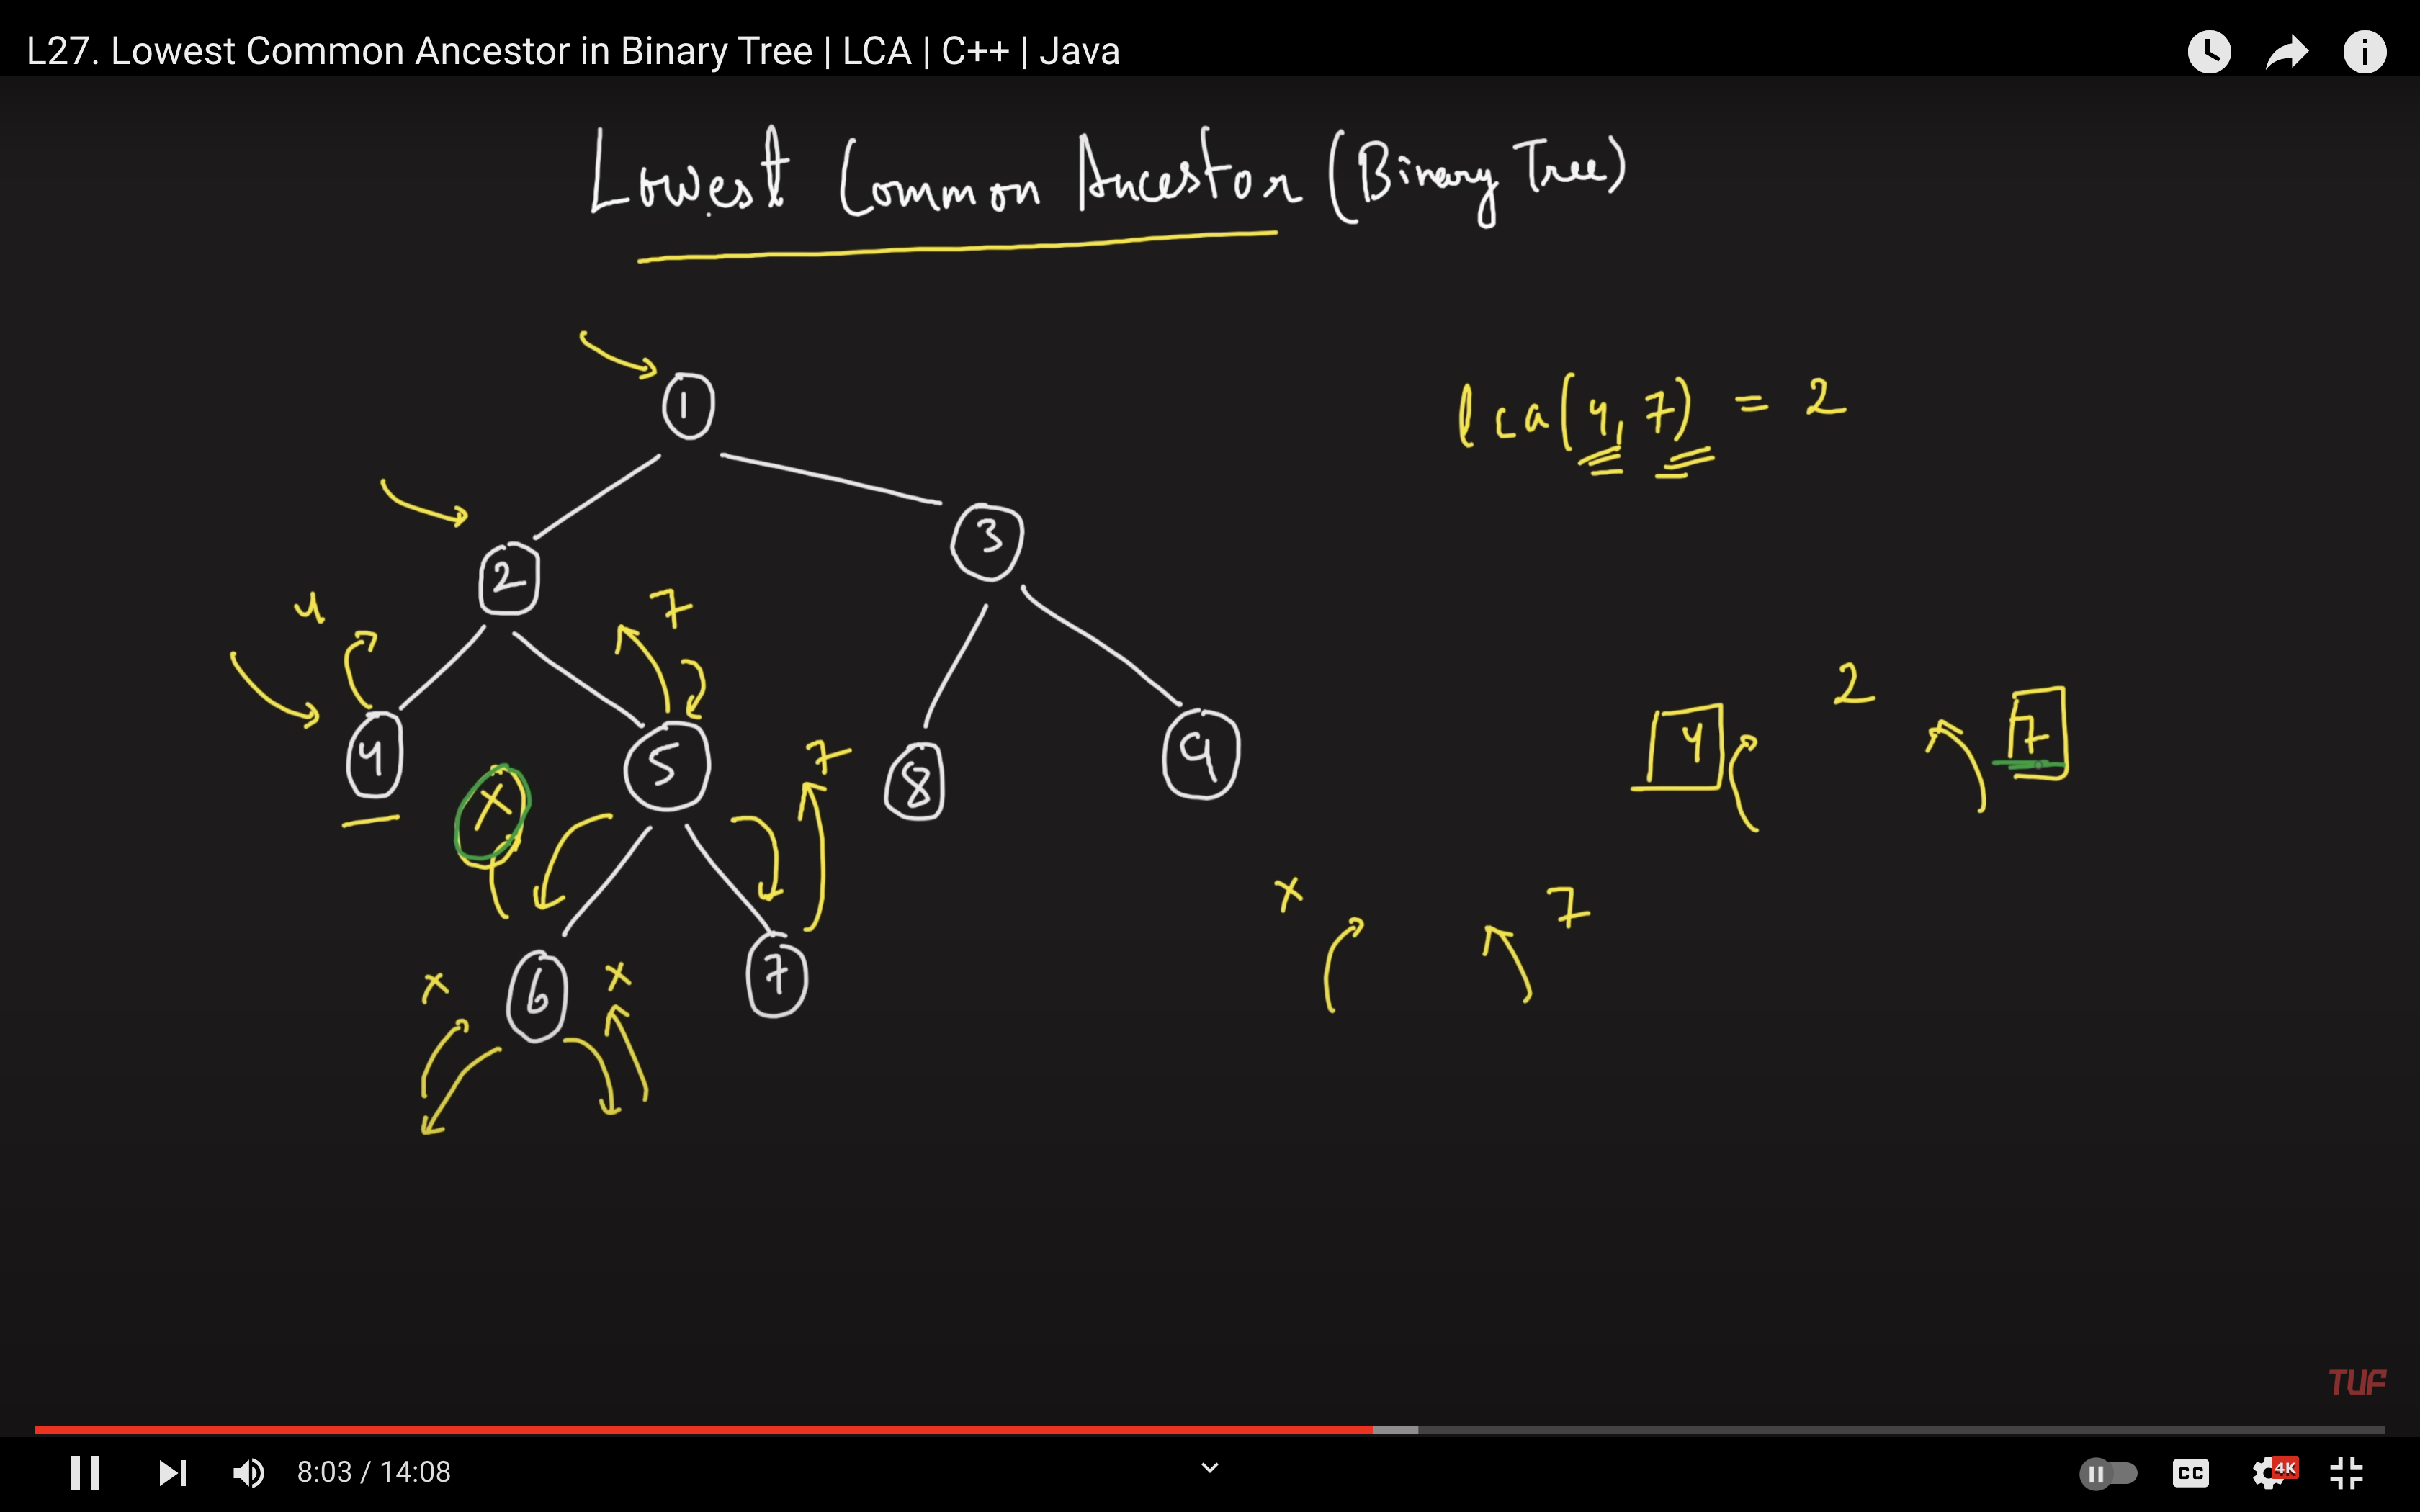 L27. Lowest Common Ancestor in Binary Tree | LCA | C++ | Java
Lowest Common Ancestor (Binary Tree)
1
lca(4, 7) = 2
2
3
4
7
4
5
8
9
7
x
6
7
x
x
4
2
7
x
7
TUF
8:03 / 14:08
CC
4K